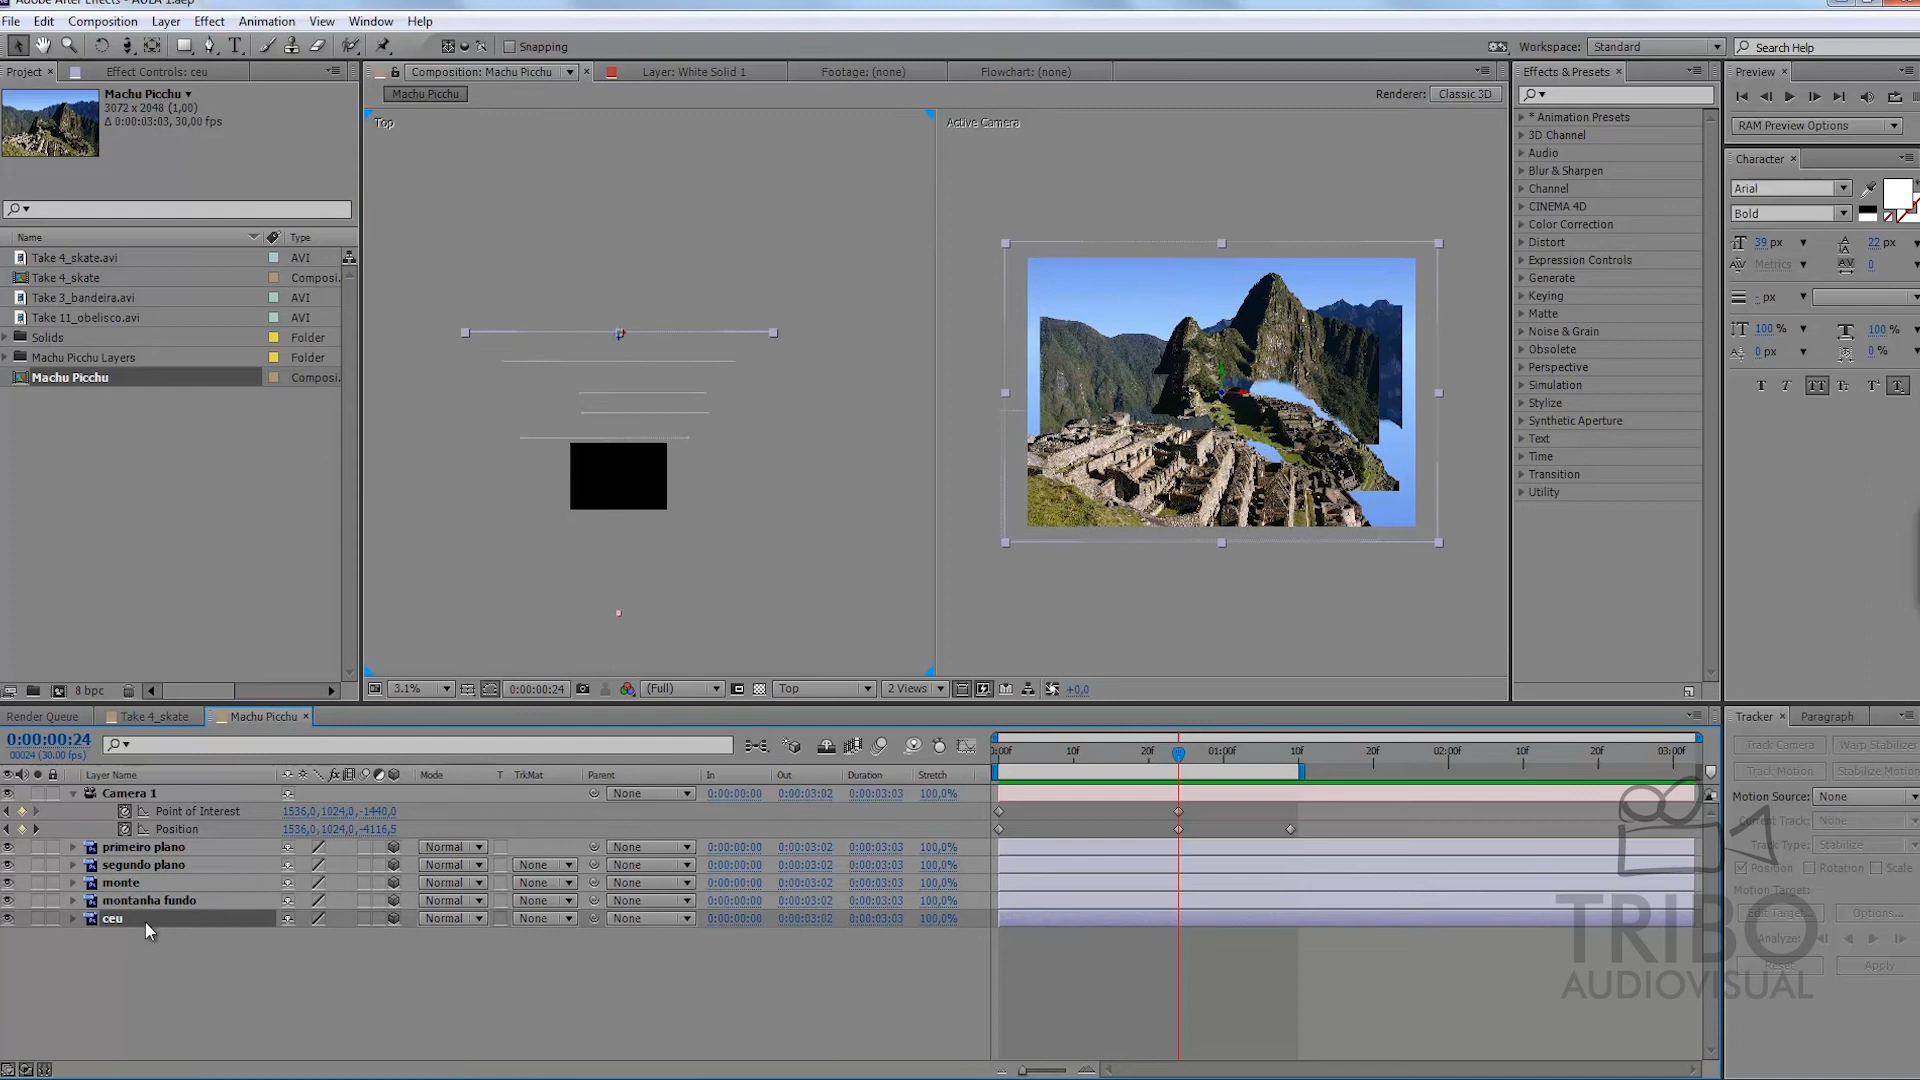 Adobe After Effects - AULA 1.aep
File Edit Composition Layer Effect Animation View Window Help
Snapping
Workspace: Standard
Search Help
Project
Effect Controls: ceu
Composition: Machu Picchu
Layer: White Solid 1
Footage: (none)
Flowchart: (none)
Effects & Presets
Preview
Machu Picchu
3072 x 2048 (1,00)
Δ 0:00:03:03, 30,00 fps
Machu Picchu
Renderer: Classic 3D
Top
Active Camera
RAM Preview Options
Character
Arial
Bold
39 px
22 px
Metrics
0
- px
100 %
100 %
0 px
0 %
* Animation Presets
3D Channel
Audio
Blur & Sharpen
Channel
CINEMA 4D
Color Correction
Distort
Expression Controls
Generate
Keying
Matte
Noise & Grain
Obsolete
Perspective
Simulation
Stylize
Synthetic Aperture
Text
Time
Transition
Utility
Name Type
Take 4_skate.avi AVI
Take 4_skate Composi.
Take 3_bandeira.avi AVI
Take 11_obelisco.avi AVI
Solids Folder
Machu Picchu Layers Folder
Machu Picchu Composi.
8 bpc
3.1%
0:00:00:24
(Full)
Top
2 Views
+0,0
Render Queue
Take 4_skate
Machu Picchu
0:00:00:24
00024 (30.00 fps)
Layer Name Mode T TrkMat Parent In Out Duration Stretch
):00f 10f 20f 01:00f 10f 20f 02:00f 10f 20f 03:00f
Camera 1 None 0:00:00:00 0:00:03:02 0:00:03:03 100,0%
Point of Interest 1536,0,1024,0,-1440,0
Position 1536,0,1024,0,-4116,5
primeiro plano Normal None 0:00:00:00 0:00:03:02 0:00:03:03 100,0%
segundo plano Normal None None 0:00:00:00 0:00:03:02 0:00:03:03 100,0%
monte Normal None None 0:00:00:00 0:00:03:02 0:00:03:03 100,0%
montanha fundo Normal None None 0:00:00:00 0:00:03:02 0:00:03:03 100,0%
ceu Normal None None 0:00:00:00 0:00:03:02 0:00:03:03 100,0%
Tracker
Paragraph
Track Camera Warp Stabilizer
Track Motion Stabilize Motion
Motion Source: None
Current Track: None
Track Type: Stabilize
Position Rotation Scale
Motion Target:
Edit Target... Options...
Analyze:
Reset Apply
TRIBO
AUDIOVISUAL